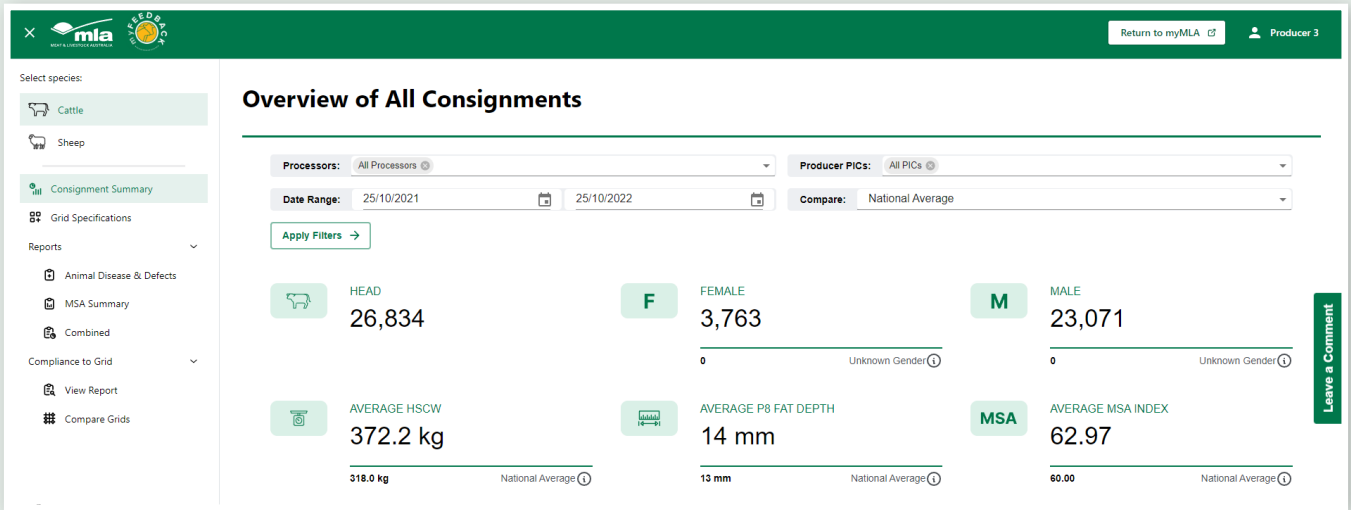 mla
MEAT & LIVESTOCK AUSTRALIA
MYFEEDBACK
Return to myMLA
Producer 3
Select species:
Cattle
Sheep
Consignment Summary
Grid Specifications
Reports
Animal Disease & Defects
MSA Summary
Combined
Compliance to Grid
View Report
Compare Grids
Overview of All Consignments
Processors: All Processors
Producer PICs: All PICs
Date Range: 25/10/2021 25/10/2022
Compare: National Average
Apply Filters
HEAD
26,834
F
FEMALE
3,763
0 Unknown Gender
M
MALE
23,071
0 Unknown Gender
AVERAGE HSCW
372.2 kg
318.0 kg National Average
AVERAGE P8 FAT DEPTH
14 mm
13 mm National Average
MSA
AVERAGE MSA INDEX
62.97
60.00 National Average
Leave a Comment